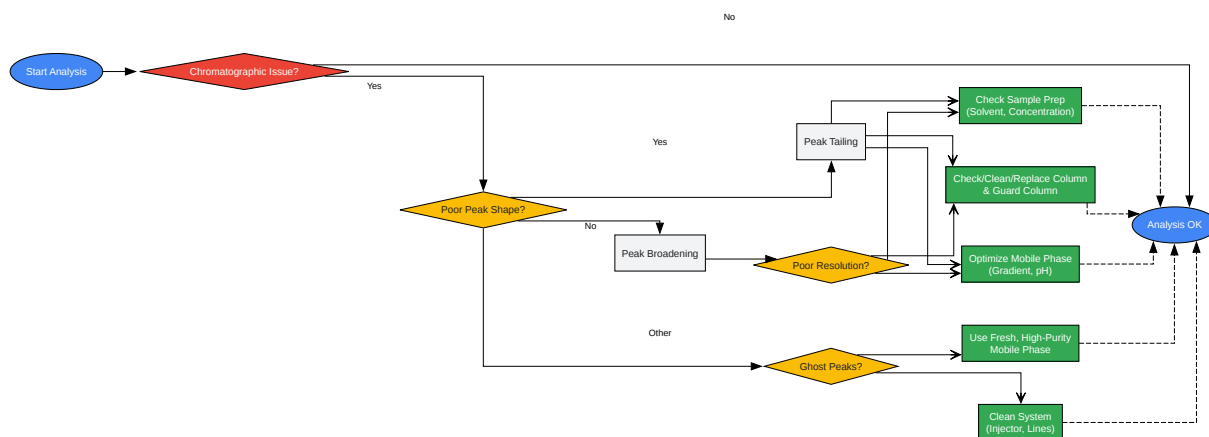 No
Start Analysis
Chromatographic Issue?
Yes
Check Sample Prep
(Solvent, Concentration)
Yes
Peak Tailing
Check/Clean/Replace Column
& Guard Column
Poor Peak Shape?
No
Analysis OK
Peak Broadening
Poor Resolution?
Optimize Mobile Phase
(Gradient, pH)
Other
Use Fresh, High-Purity
Mobile Phase
Ghost Peaks?
Clean System
(Injector, Lines)